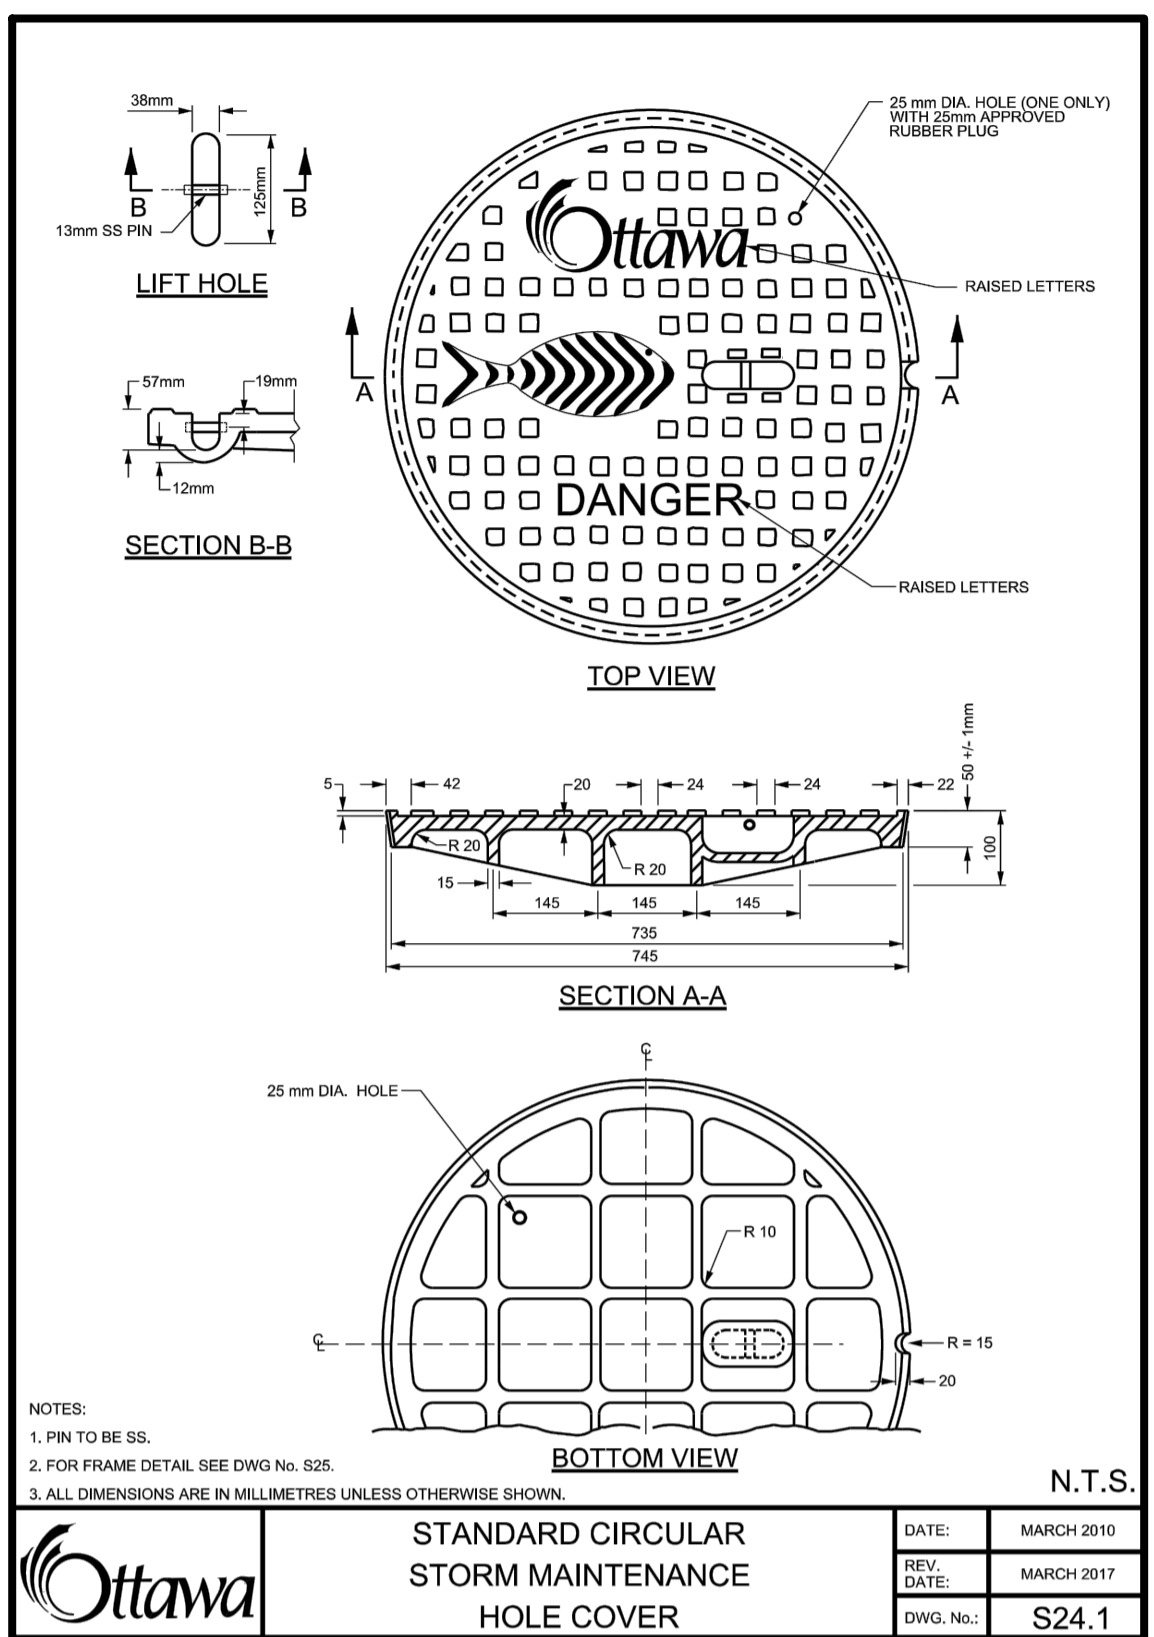 38mm
125mm
B
B
13mm SS PIN
LIFT HOLE
57mm
19mm
12mm
SECTION B-B
25 mm DIA. HOLE (ONE ONLY)
WITH 25mm APPROVED
RUBBER PLUG
Ottawa
RAISED LETTERS
A
A
DANGER
RAISED LETTERS
TOP VIEW
5
42
20
24
24
22
50 +/- 1mm
100
R 20
R 20
15
145
145
145
735
745
SECTION A-A
25 mm DIA. HOLE
R 10
R = 15
20
BOTTOM VIEW
NOTES:
1. PIN TO BE SS.
2. FOR FRAME DETAIL SEE DWG No. S25.
3. ALL DIMENSIONS ARE IN MILLIMETRES UNLESS OTHERWISE SHOWN.
N.T.S.
Ottawa
STANDARD CIRCULAR
STORM MAINTENANCE
HOLE COVER
DATE:
MARCH 2010
REV.
DATE:
MARCH 2017
DWG. No.:
S24.1